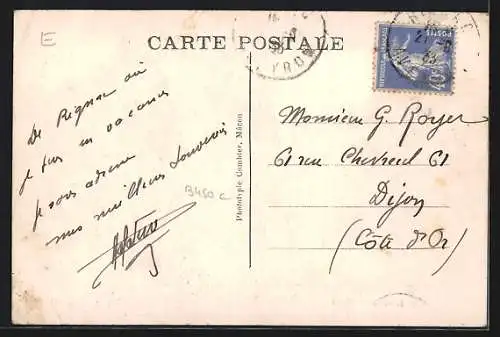 E
CARTE POSTALE
De Rignac où
je suis en vacances
je vous adresse
mes meilleurs souvenirs
B450 c
Phototypie Combier, Mâcon
Monsieur G. Royer
61 rue Chevreul 61
Dijon
(Côte d'Or)
POSTES